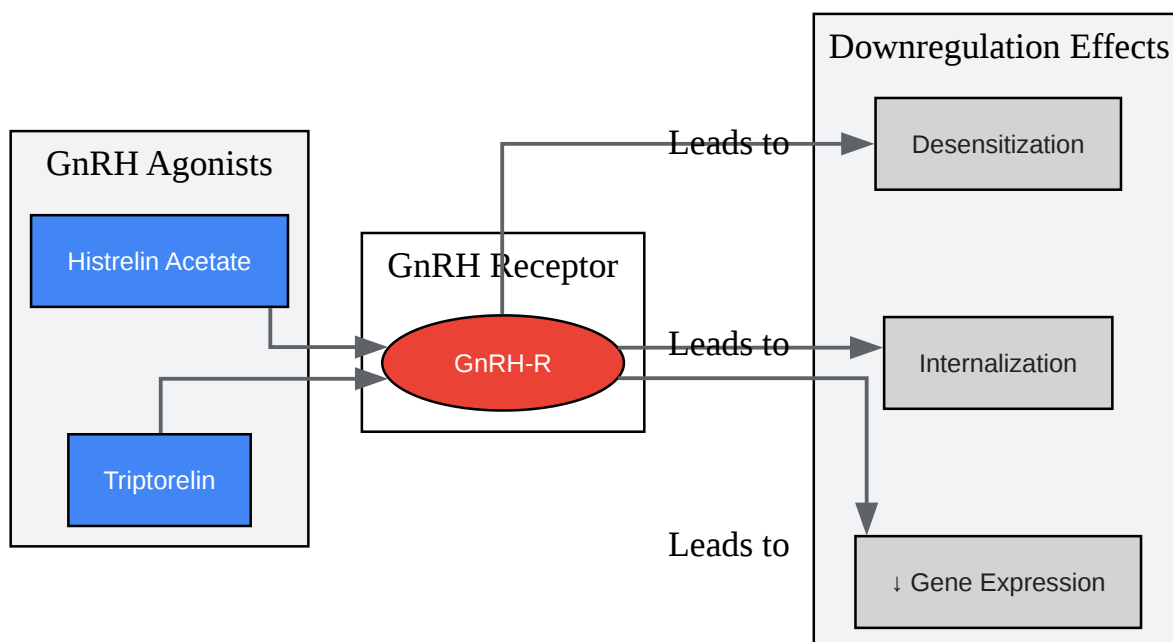 GnRH Agonists
Histrelin Acetate
Triptorelin
GnRH Receptor
GnRH-R
Leads to
Leads to
Leads to
Downregulation Effects
Desensitization
Internalization
↓ Gene Expression